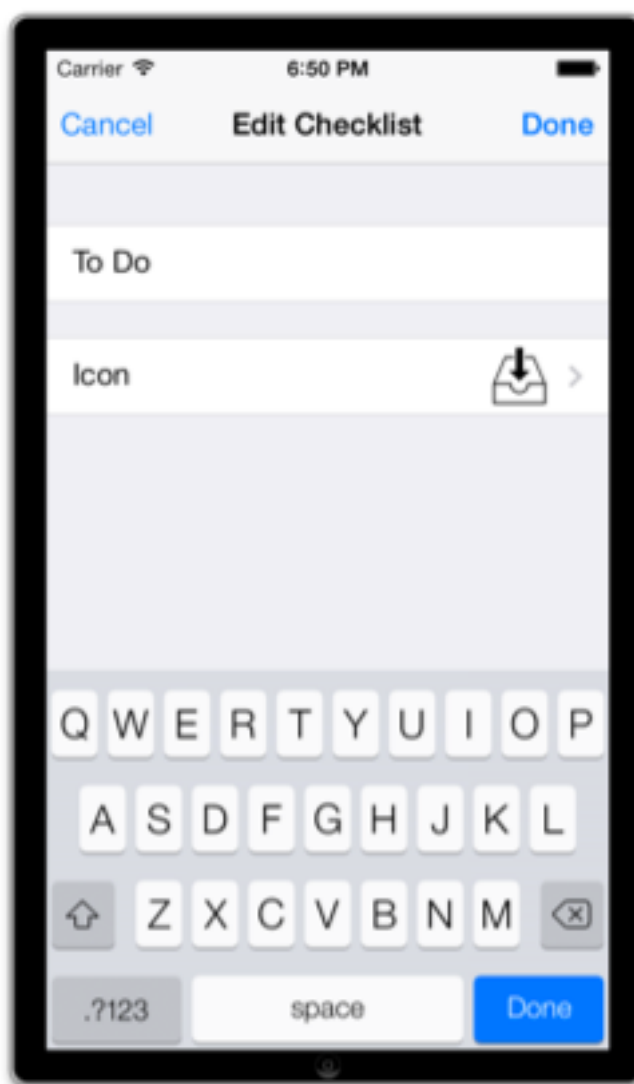 Carrier 6:50 PM
Cancel Edit Checklist Done
To Do
Icon
Q W E R T Y U I O P
A S D F G H J K L
Z X C V B N M
.?123 space Done